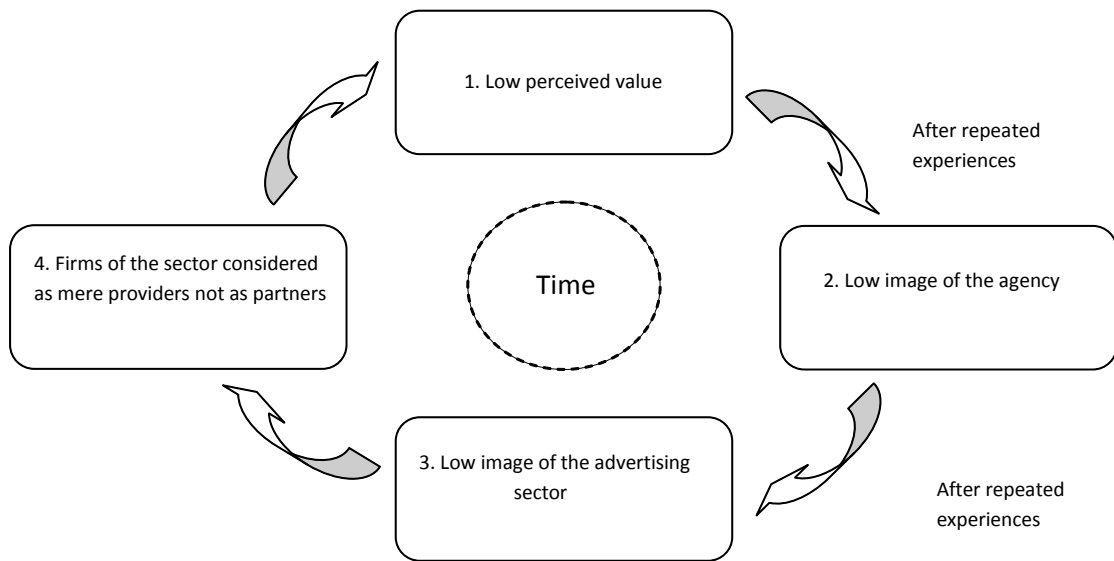 1. Low perceived value
After repeated
experiences
4. Firms of the sector considered
as mere providers not as partners
Time
2. Low image of the agency
3. Low image of the advertising
sector
After repeated
experiences